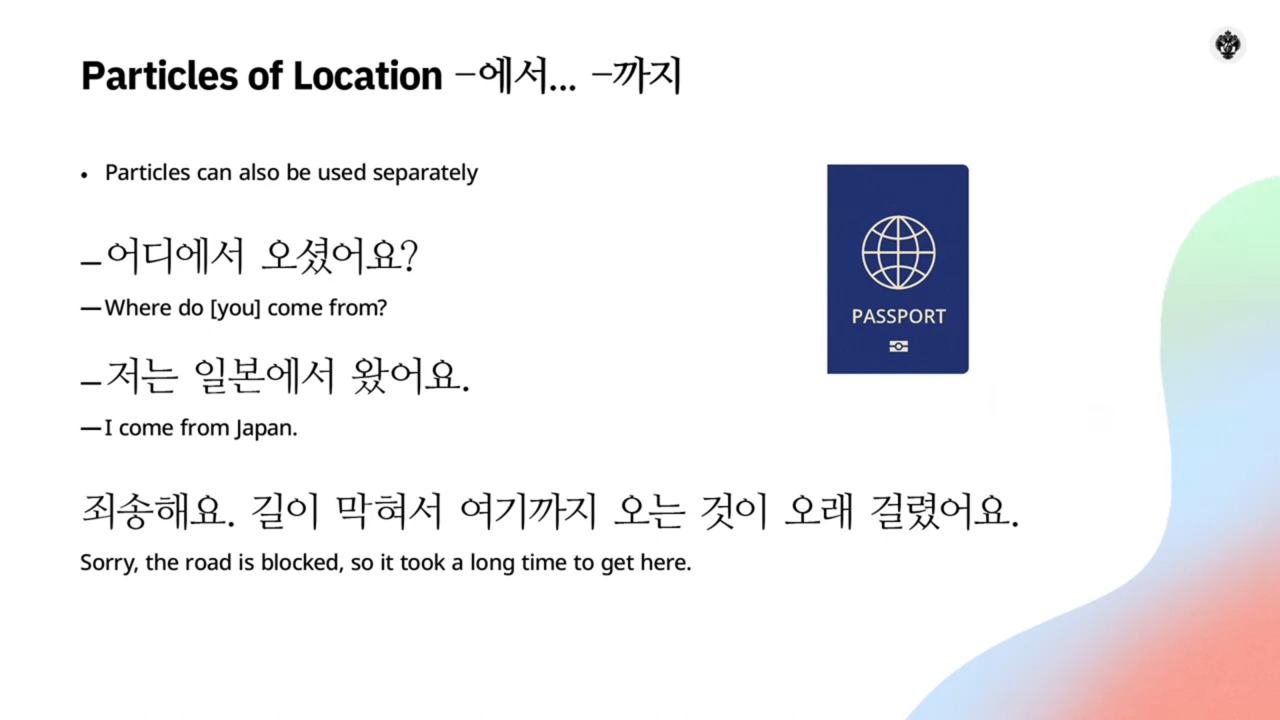 Particles of Location –에서... –까지
• Particles can also be used separately
– 어디에서 오셨어요?
— Where do [you] come from?
– 저는 일본에서 왔어요.
— I come from Japan.
죄송해요. 길이 막혀서 여기까지 오는 것이 오래 걸렸어요.
Sorry, the road is blocked, so it took a long time to get here.
PASSPORT